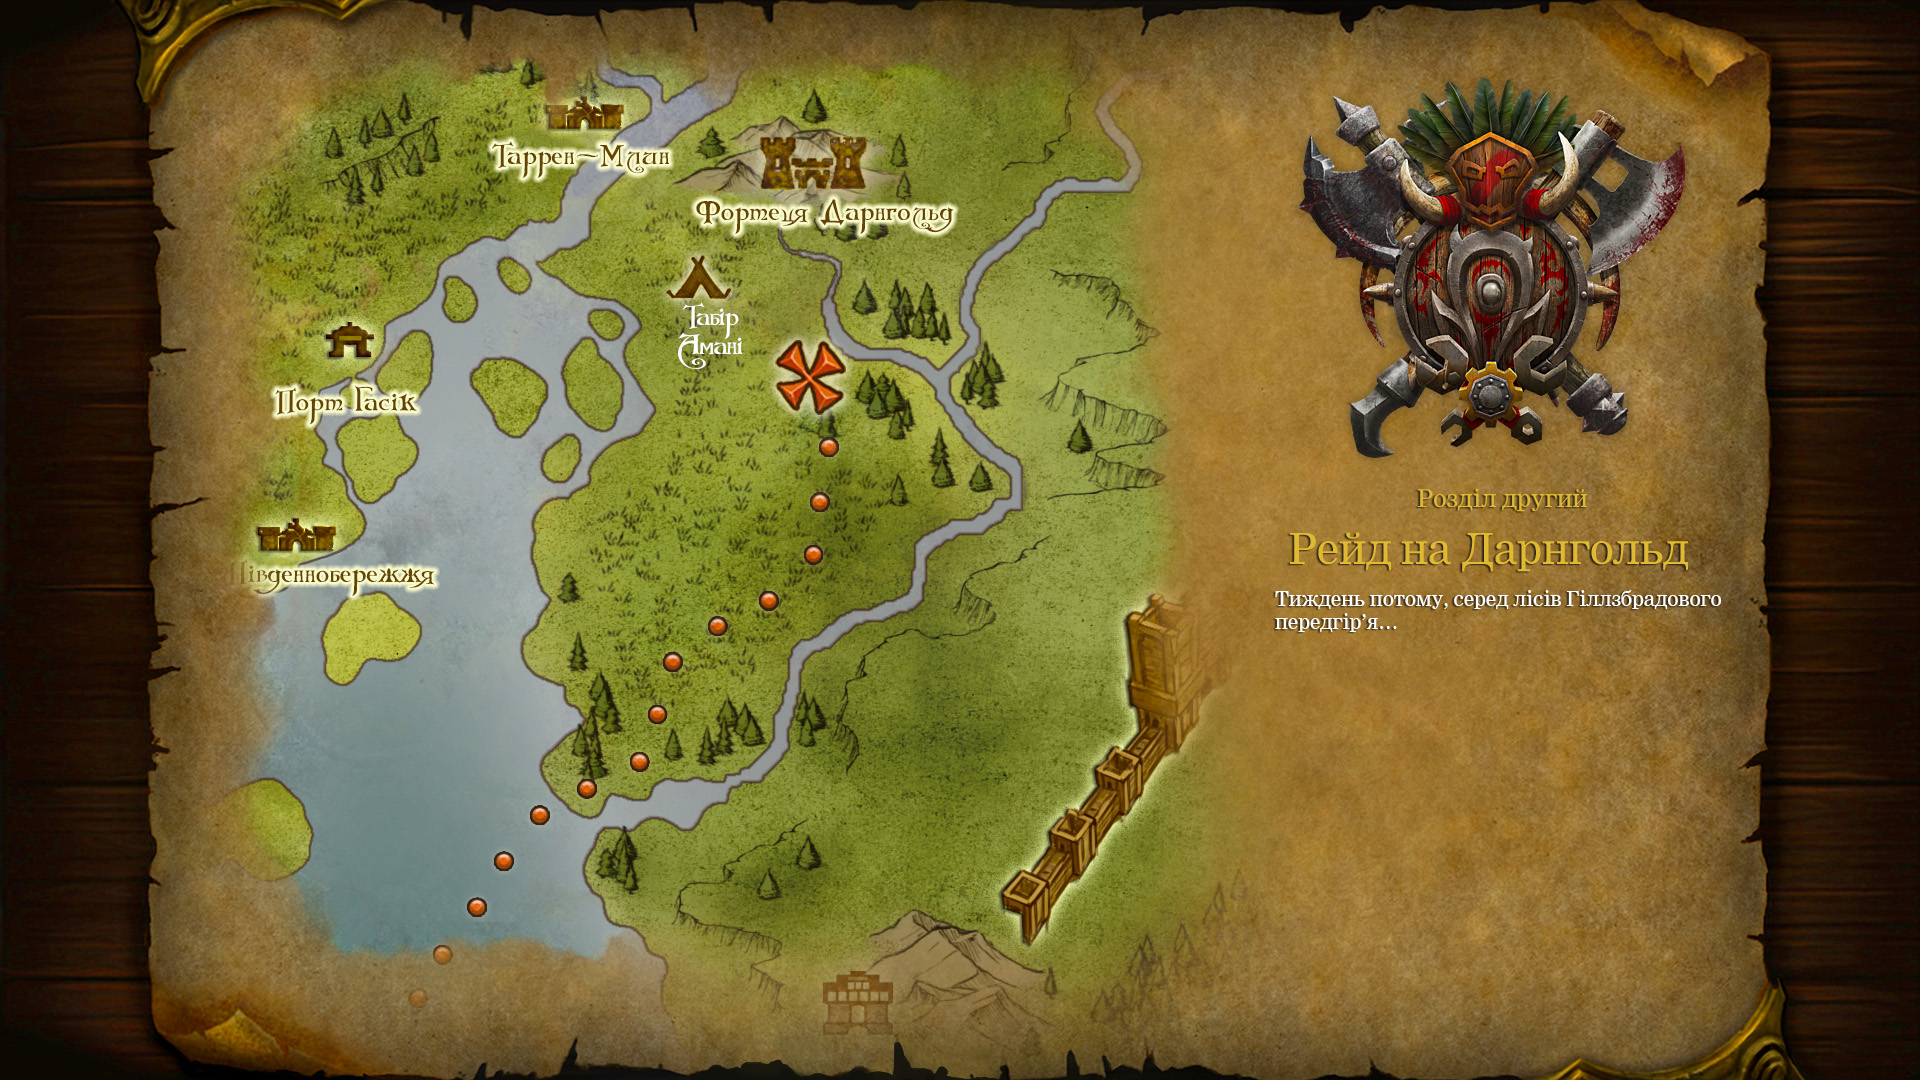 Таррен-Млин
Фортеця Дарнгольд
Табір
Амані
Порт Гасік
Південнобережжя
Розділ другий
Рейд на Дарнгольд
Тиждень потому, серед лісів Гіллзбрадового
передгір’я...